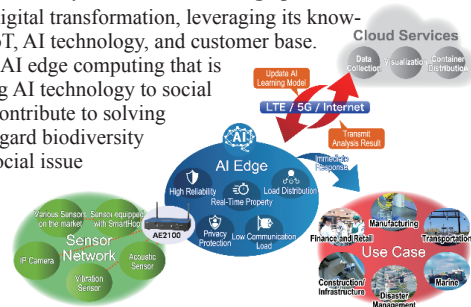 digital transformation, leveraging its know-
oT, AI technology, and customer base.
AI edge computing that is
g AI technology to social
ontribute to solving
gard biodiversity
ocial issue
Cloud Services
Data
Collection
Visualization
Container
Distribution
Update AI
Learning Model
LTE / 5G / Internet
Transmit
Analysis Result
AI
AI Edge
Immediate
Response
High Reliability
Load Distribution
Real-Time Property
Privacy
Protection
Low Communication
Load
AE2100
Various Sensors
on the market
Sensor equipped
with SmartHop
Sensor
Network
IP Camera
Acoustic
Sensor
Vibration
Sensor
Manufacturing
Finance and Retail
Transportation
Use Case
Construction/
Infrastructure
Disaster
Management
Marine